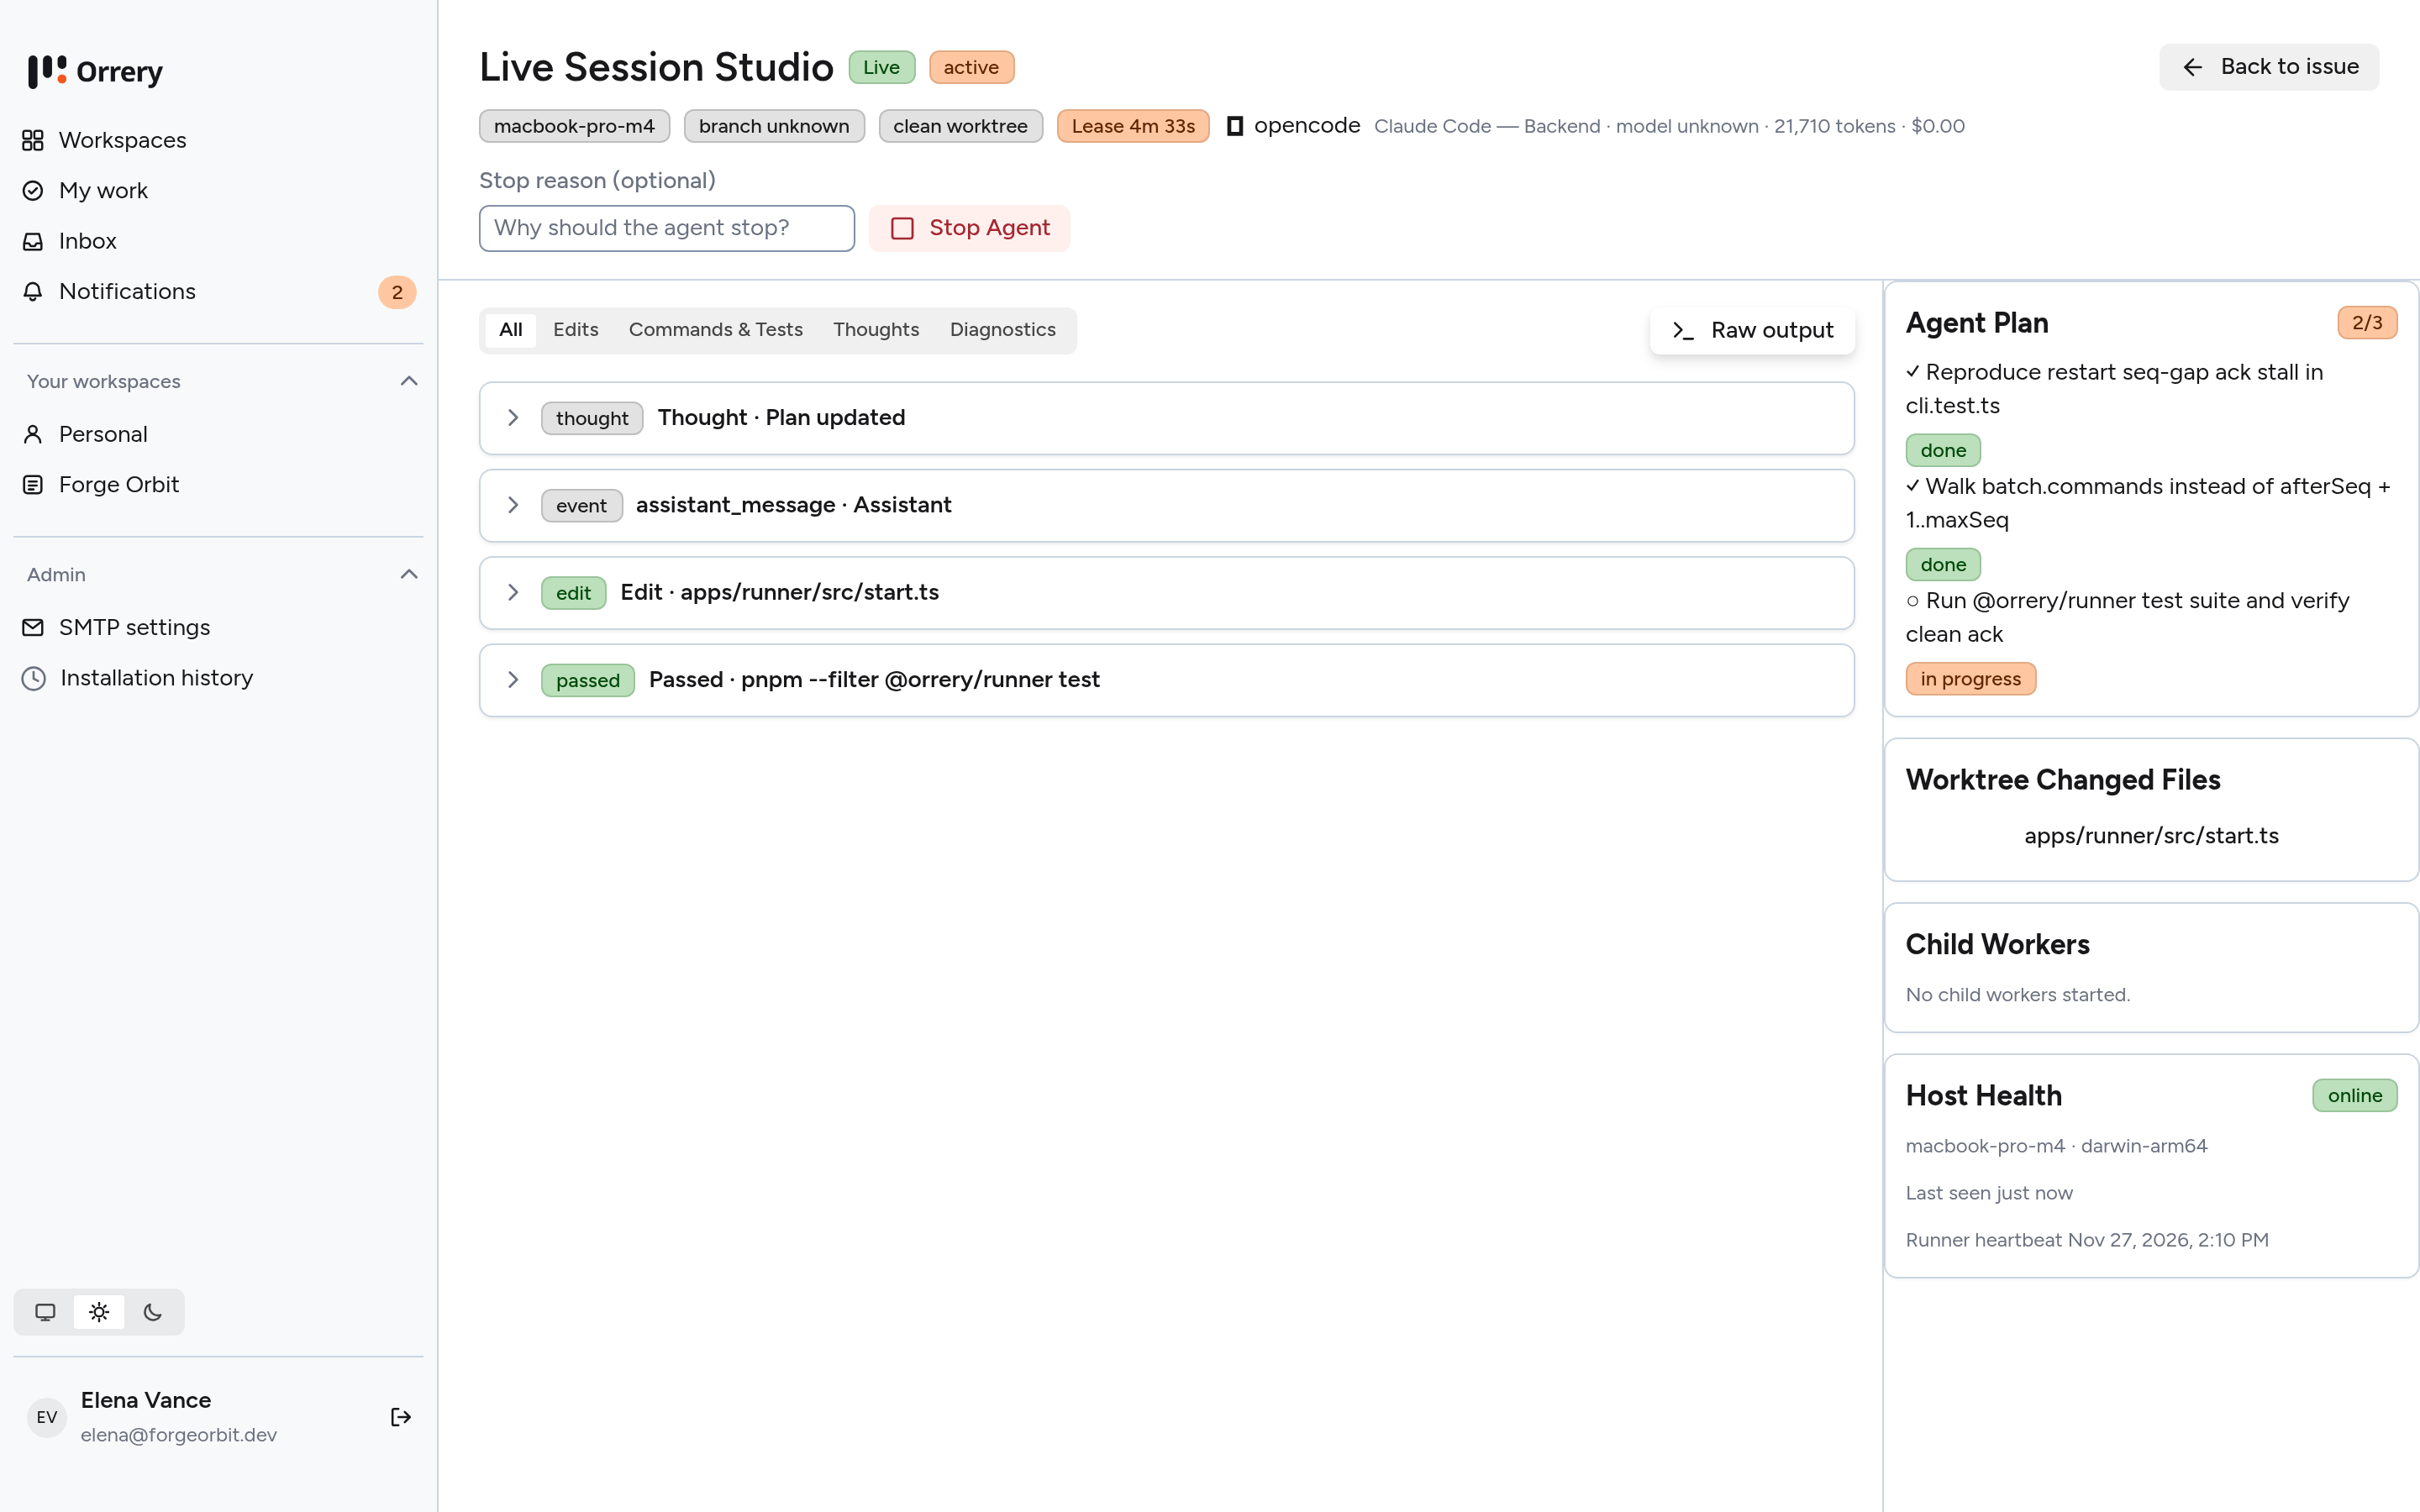 Orrery
Workspaces
My work
Inbox
Notifications
2
Your workspaces
Personal
Forge Orbit
Admin
SMTP settings
Installation history
EV
Elena Vance
elena@forgeorbit.dev
Live Session Studio
Live
active
Back to issue
macbook-pro-m4
branch unknown
clean worktree
Lease 4m 33s
opencode
Claude Code — Backend · model unknown · 21,710 tokens · $0.00
Stop reason (optional)
Why should the agent stop?
Stop Agent
All
Edits
Commands & Tests
Thoughts
Diagnostics
Raw output
thought
Thought · Plan updated
event
assistant_message · Assistant
edit
Edit · apps/runner/src/start.ts
passed
Passed · pnpm --filter @orrery/runner test
Agent Plan
2/3
✓ Reproduce restart seq-gap ack stall in
cli.test.ts
done
✓ Walk batch.commands instead of afterSeq +
1..maxSeq
done
○ Run @orrery/runner test suite and verify
clean ack
in progress
Worktree Changed Files
apps/runner/src/start.ts
Child Workers
No child workers started.
Host Health
online
macbook-pro-m4 · darwin-arm64
Last seen just now
Runner heartbeat Nov 27, 2026, 2:10 PM